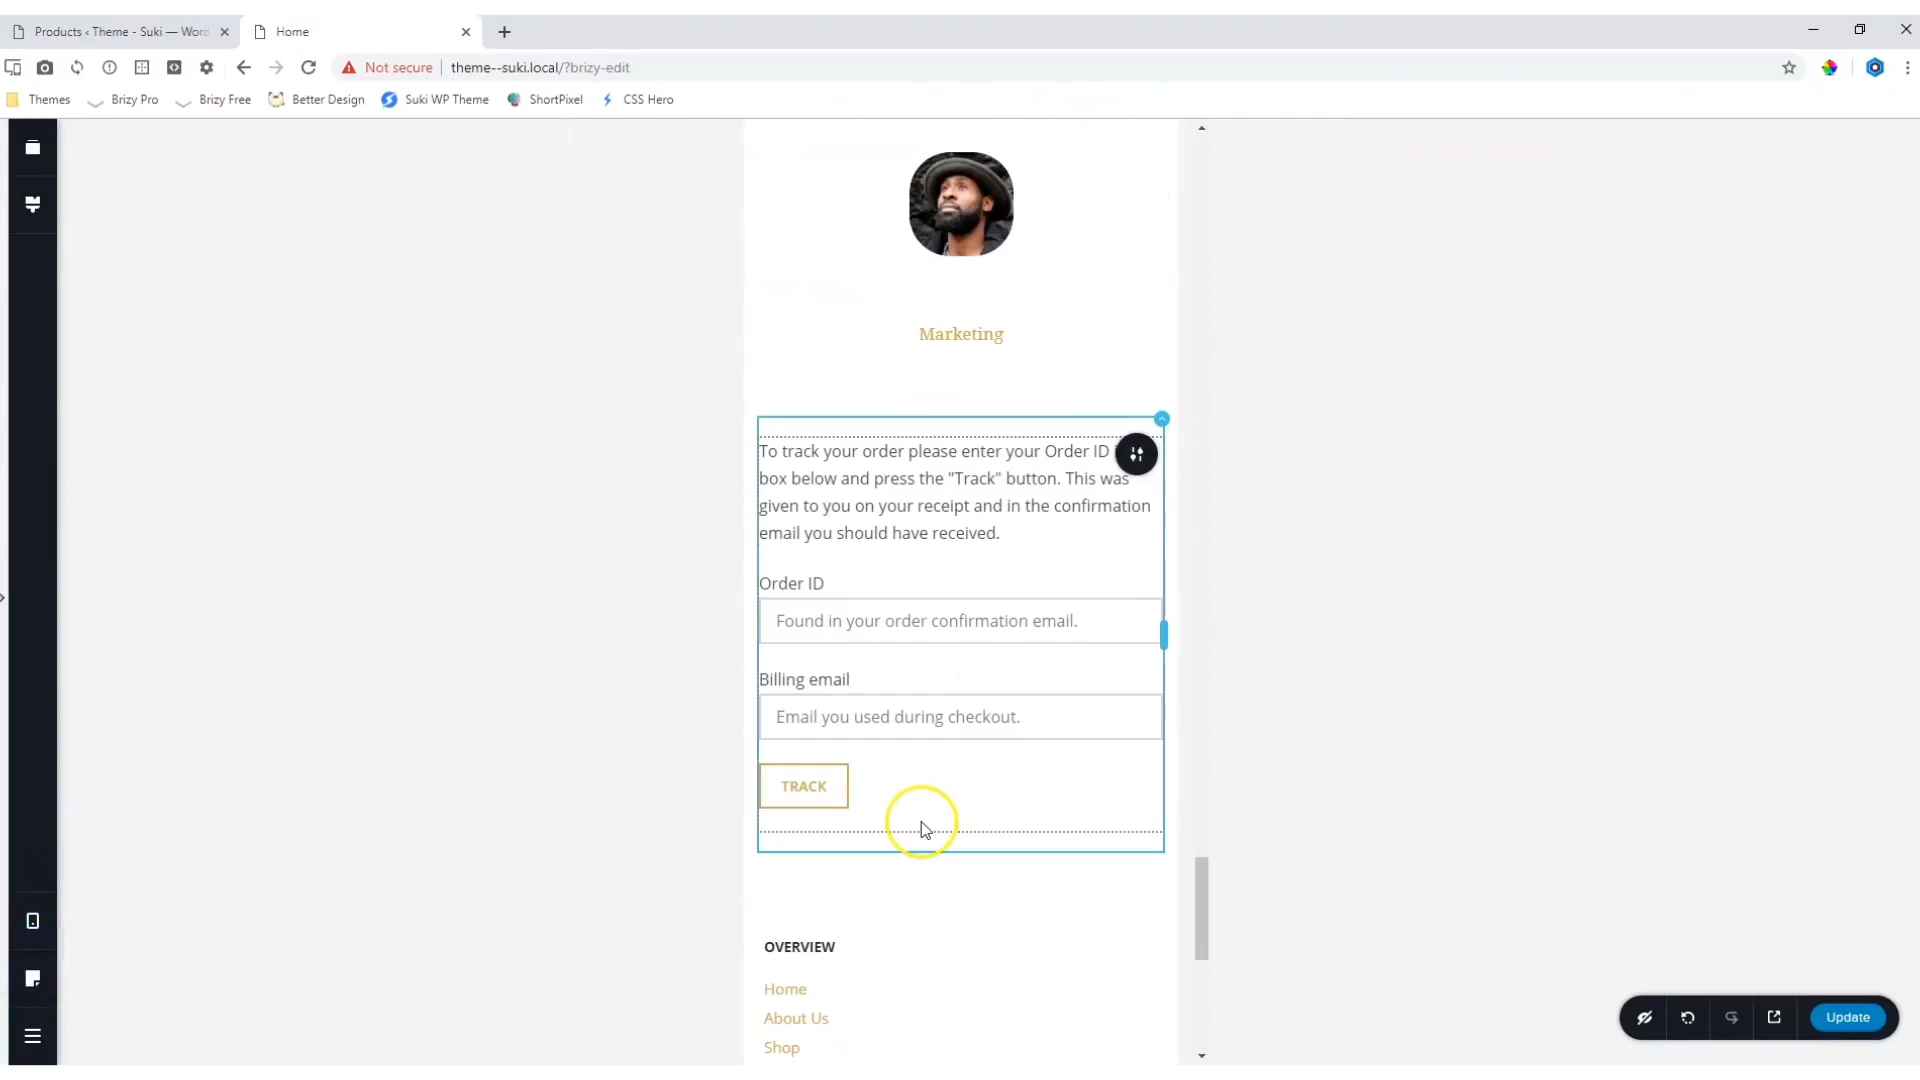 Products ‹ Theme - Suki — Word
Home
Not secure
theme--suki.local/?brizy-edit
Themes
Brizy Pro
Brizy Free
Better Design
Suki WP Theme
ShortPixel
CSS Hero
Marketing
To track your order please enter your Order ID
box below and press the "Track" button. This was
given to you on your receipt and in the confirmation
email you should have received.
Order ID
Found in your order confirmation email.
Billing email
Email you used during checkout.
TRACK
OVERVIEW
Home
About Us
Shop
Update